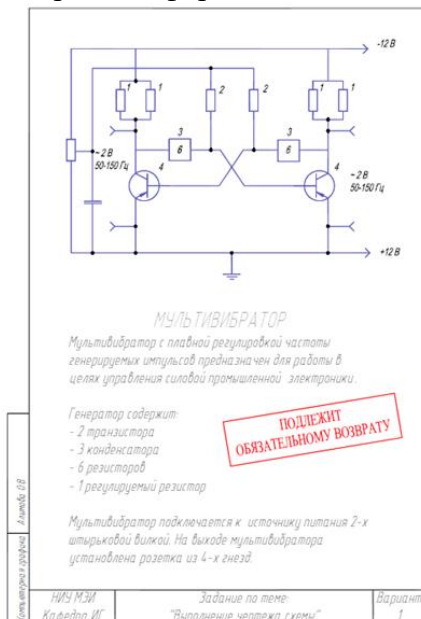 -12 В
1 1 2 2 1 1
3 3
6 6
4 4
~2 В
50-150 Гц
~2 В
50-150 Гц
+12 В
МУЛЬТИВИБРАТОР
Мультивибратор с плавной регулировкой частоты
генерируемых импульсов предназначен для работы в
целях управления силовой промышленной электроники.
Генератор содержит:
- 2 транзистора
- 3 конденсатора
- 6 резисторов
- 1 регулируемый резистор
ПОДЛЕЖИТ
ОБЯЗАТЕЛЬНОМУ ВОЗВРАТУ
Мультивибратор подключается к источнику питания 2-х
штырьковой вилкой. На выходе мультивибратора
установлена розетка из 4-х гнезд.
Алимова О.В.
Компьютерная графика
НИУ МЭИ
Кафедра ИГ
Задание по теме:
"Выполнение чертежа схемы"
Вариант
1